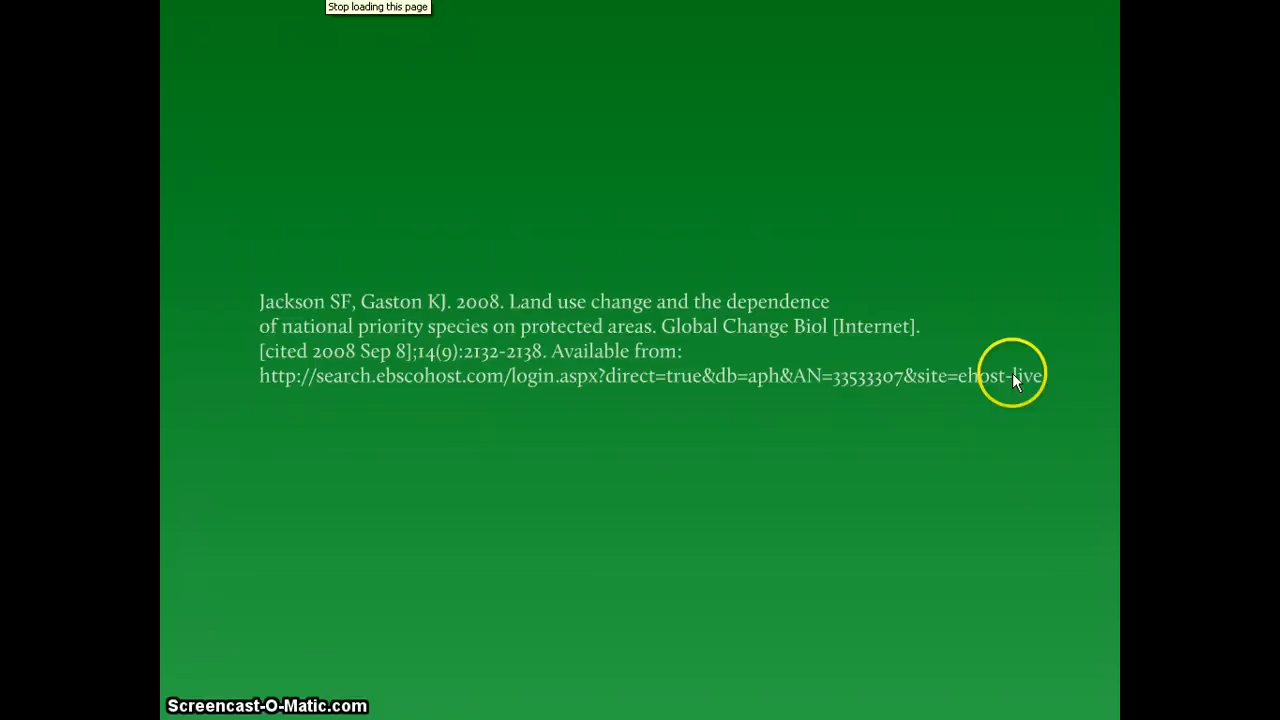 Stop loading this page
Jackson SF, Gaston KJ. 2008. Land use change and the dependence
of national priority species on protected areas. Global Change Biol [Internet].
[cited 2008 Sep 8];14(9):2132-2138. Available from:
http://search.ebscohost.com/login.aspx?direct=true&db=aph&AN=33533307&site=ehost-live
Screencast-O-Matic.com